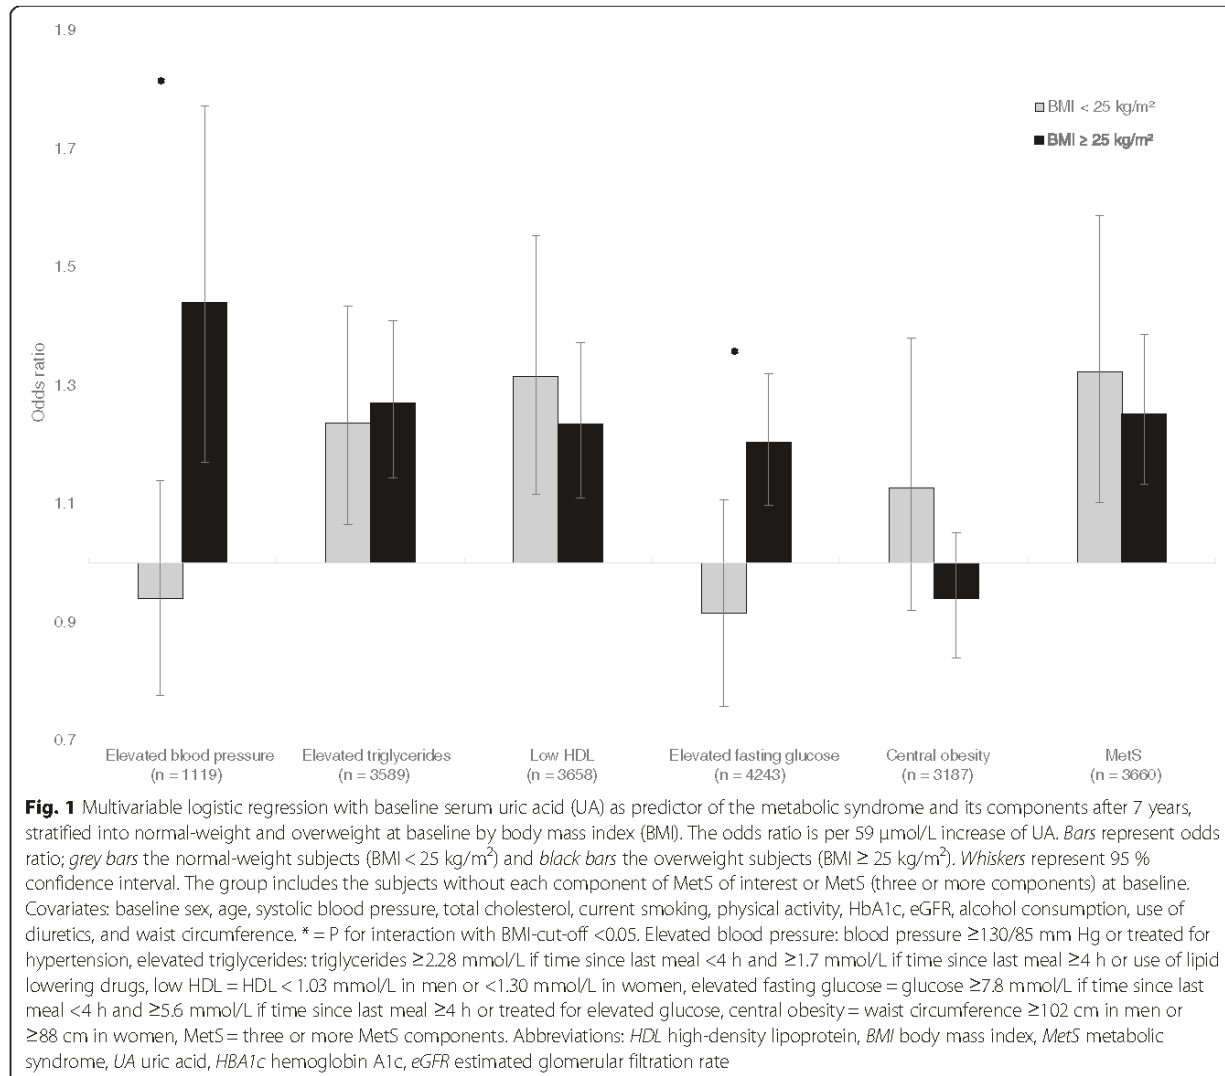 1.9
1.7
1.5
1.3
1.1
0.9
0.7
Odds ratio
*
*
BMI < 25 kg/m²
BMI ≥ 25 kg/m²
Elevated blood pressure
(n = 1119)
Elevated triglycerides
(n = 3589)
Low HDL
(n = 3658)
Elevated fasting glucose
(n = 4243)
Central obesity
(n = 3187)
MetS
(n = 3660)
Fig. 1 Multivariable logistic regression with baseline serum uric acid (UA) as predictor of the metabolic syndrome and its components after 7 years,
stratified into normal-weight and overweight at baseline by body mass index (BMI). The odds ratio is per 59 μmol/L increase of UA. Bars represent odds
ratio; grey bars the normal-weight subjects (BMI < 25 kg/m²) and black bars the overweight subjects (BMI ≥ 25 kg/m²). Whiskers represent 95 %
confidence interval. The group includes the subjects without each component of MetS of interest or MetS (three or more components) at baseline.
Covariates: baseline sex, age, systolic blood pressure, total cholesterol, current smoking, physical activity, HbA1c, eGFR, alcohol consumption, use of
diuretics, and waist circumference. * = P for interaction with BMI-cut-off <0.05. Elevated blood pressure: blood pressure ≥130/85 mm Hg or treated for
hypertension, elevated triglycerides: triglycerides ≥2.28 mmol/L if time since last meal <4 h and ≥1.7 mmol/L if time since last meal ≥4 h or use of lipid
lowering drugs, low HDL = HDL < 1.03 mmol/L in men or <1.30 mmol/L in women, elevated fasting glucose = glucose ≥7.8 mmol/L if time since last
meal <4 h and ≥5.6 mmol/L if time since last meal ≥4 h or treated for elevated glucose, central obesity = waist circumference ≥102 cm in men or
≥88 cm in women, MetS = three or more MetS components. Abbreviations: HDL high-density lipoprotein, BMI body mass index, MetS metabolic
syndrome, UA uric acid, HBA1c hemoglobin A1c, eGFR estimated glomerular filtration rate